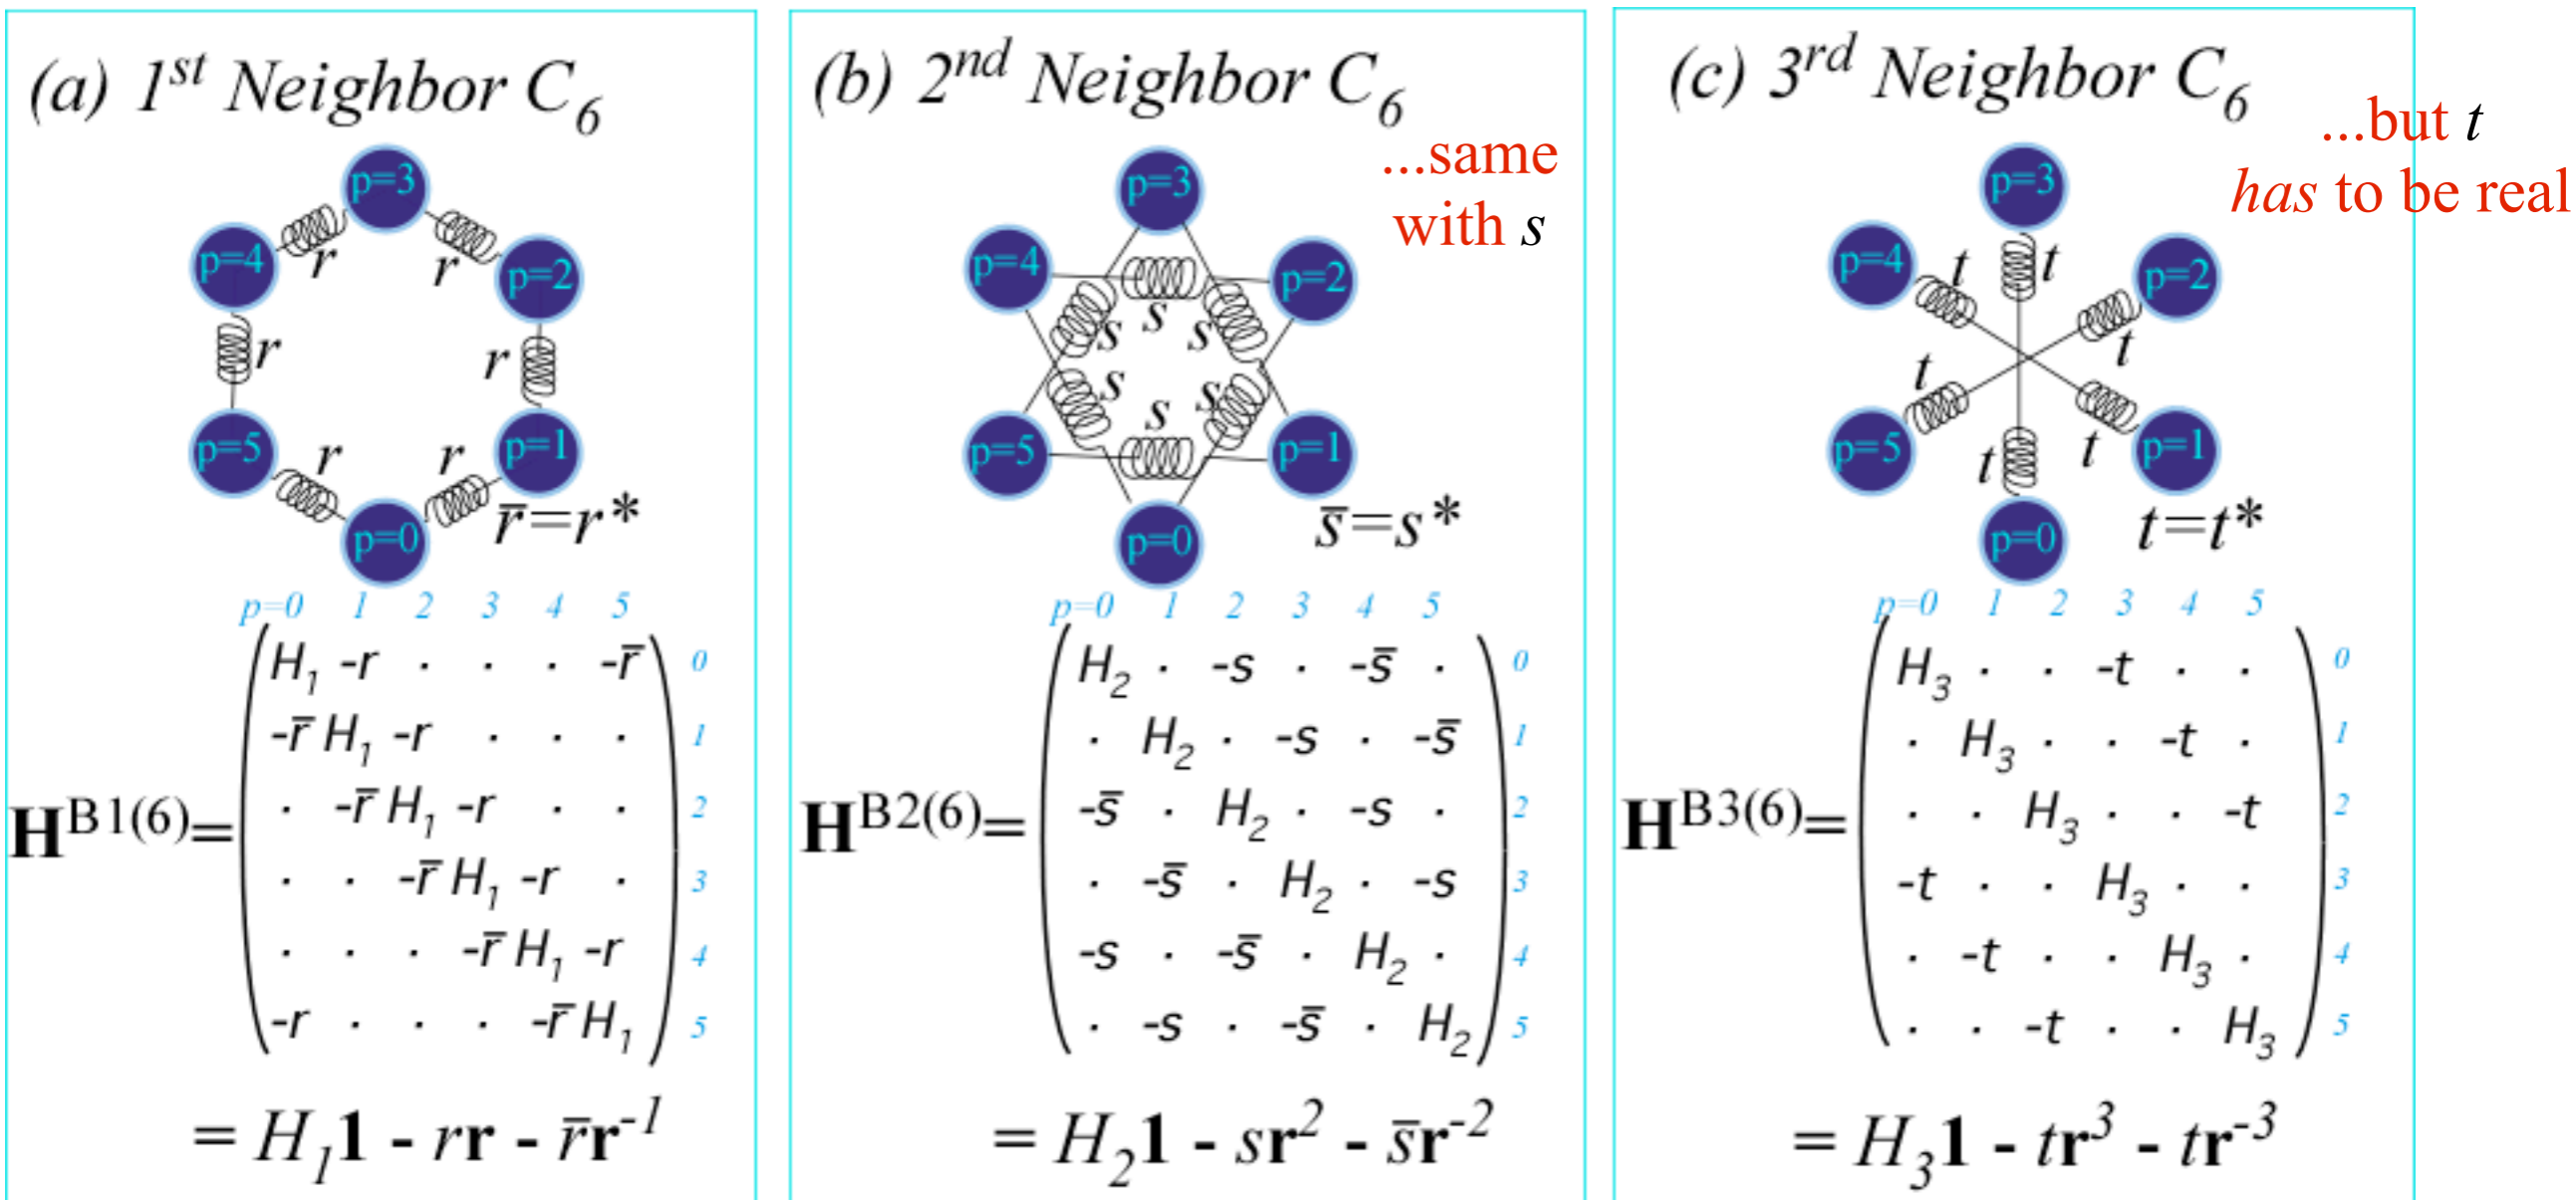 (a) 1st Neighbor C6
p=3
p=4
r
r
p=2
r
r
p=5
r
r
p=1
p=0
r̅=r*
p=0 1 2 3 4 5
H1 -r · · · -r̅ 0
-r̅ H1 -r · · · 1
· -r̅ H1 -r · · 2
HB1(6)=
· · -r̅ H1 -r · 3
· · · -r̅ H1 -r 4
-r · · · -r̅ H1 5
= H11 - rr - r̅r-1
(b) 2nd Neighbor C6
...same
with s
p=3
p=4
p=2
s
s
s
s
s
s
p=5
p=1
p=0
s̅=s*
p=0 1 2 3 4 5
H2 · -s · -s̅ · 0
· H2 · -s · -s̅ 1
-s̅ · H2 · -s · 2
HB2(6)=
· -s̅ · H2 · -s 3
-s · -s̅ · H2 · 4
· -s · -s̅ · H2 5
= H21 - sr2 - s̅r-2
(c) 3rd Neighbor C6
...but t
has to be real
p=3
p=4
t
t
p=2
t
t
p=5
t
t
p=1
p=0
t=t*
p=0 1 2 3 4 5
H3 · · -t · · 0
· H3 · · -t · 1
· · H3 · · -t 2
HB3(6)=
-t · · H3 · · 3
· -t · · H3 · 4
· · -t · · H3 5
= H31 - tr3 - tr-3